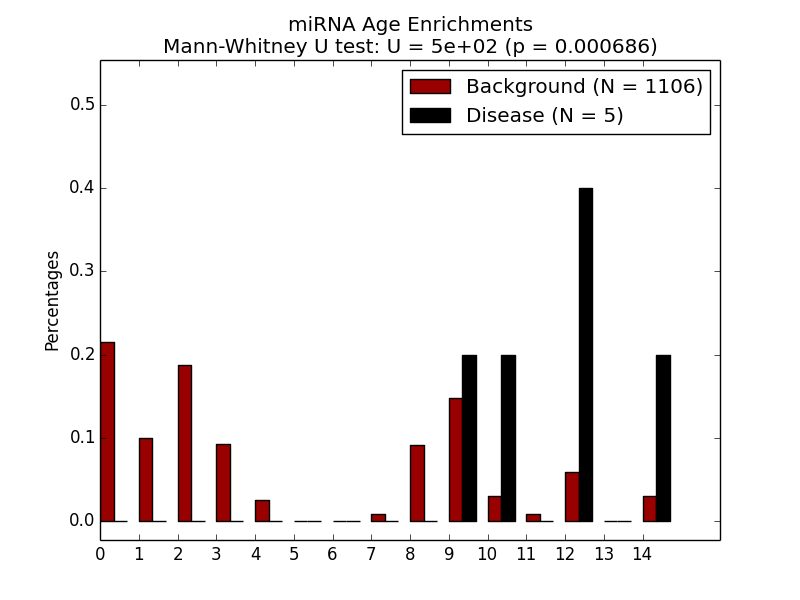 miRNA Age Enrichments
Mann-Whitney U test: U = 5e+02 (p = 0.000686)
Background (N = 1106)
Disease (N = 5)
Percentages
0.5
0.4
0.3
0.2
0.1
0.0
0 1 2 3 4 5 6 7 8 9 10 11 12 13 14